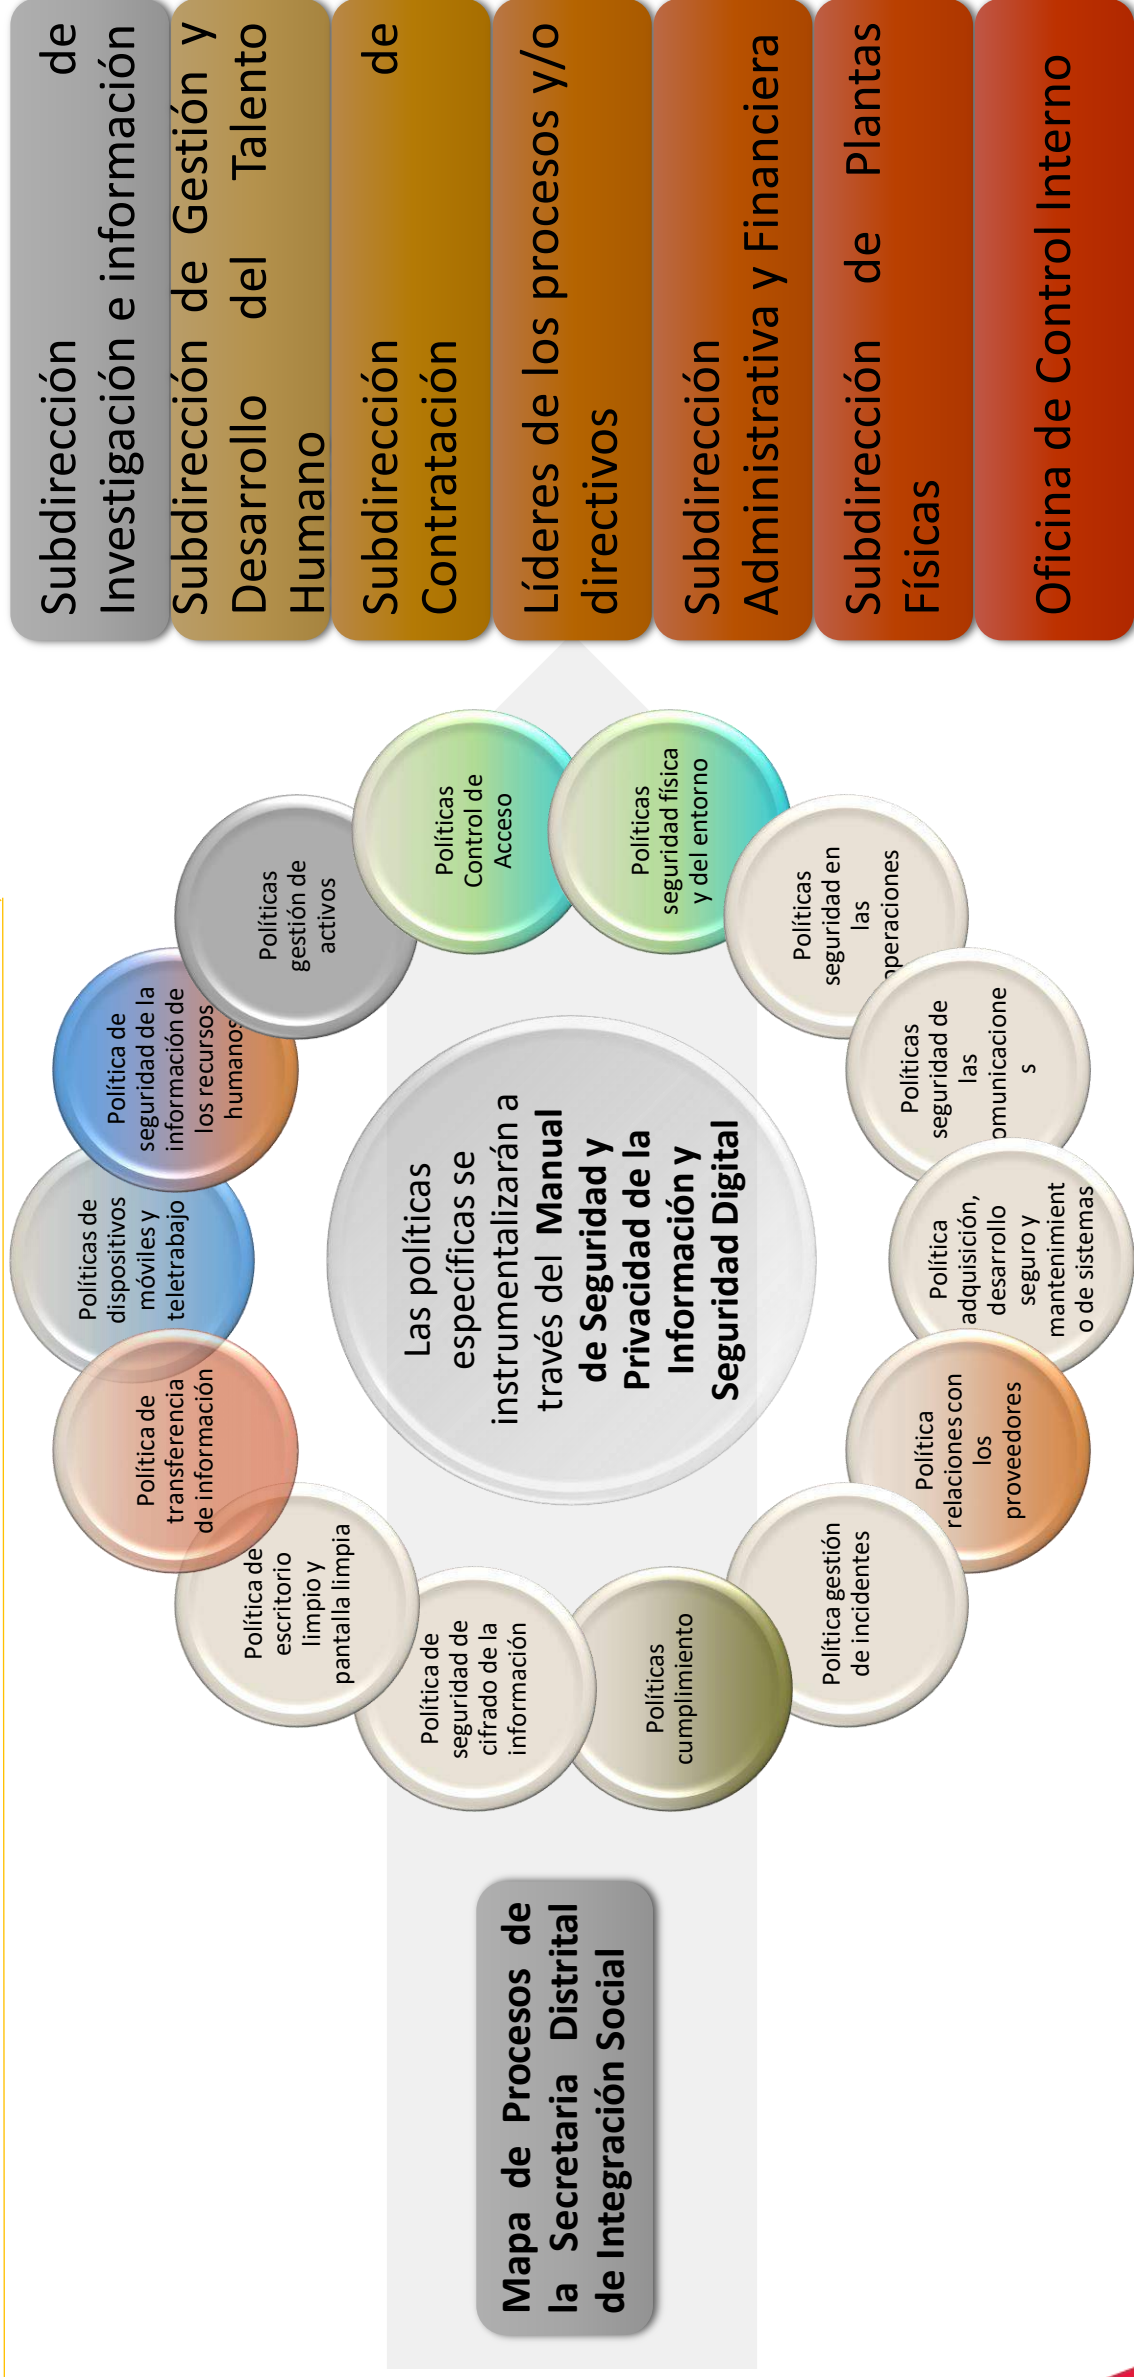 Mapa de Procesos de
la Secretaria Distrital
de Integración Social
Las políticas
específicas se
instrumentalizarán a
través del Manual
de Seguridad y
Privacidad de la
Información y
Seguridad Digital
Políticas de
dispositivos
móviles y
teletrabajo
Política de
seguridad de la
información de
los recursos
humanos
Políticas
gestión de
activos
Políticas
Control de
Acceso
Políticas
seguridad física
y del entorno
Políticas
seguridad en
las
operaciones
Políticas
seguridad de
las
omunicacione
s
Política
adquisición,
desarrollo
seguro y
mantenimient
o de sistemas
Política
relaciones con
los
proveedores
Política gestión
de incidentes
Políticas
cumplimiento
Política de
seguridad de
cifrado de la
información
Política de
escritorio
limpio y
pantalla limpia
Política de
transferencia
de información
Subdirección de
Investigación e información
Subdirección de Gestión y
Desarrollo del Talento
Humano
Subdirección de
Contratación
Líderes de los procesos y/o
directivos
Subdirección
Administrativa y Financiera
Subdirección de Plantas
Físicas
Oficina de Control Interno